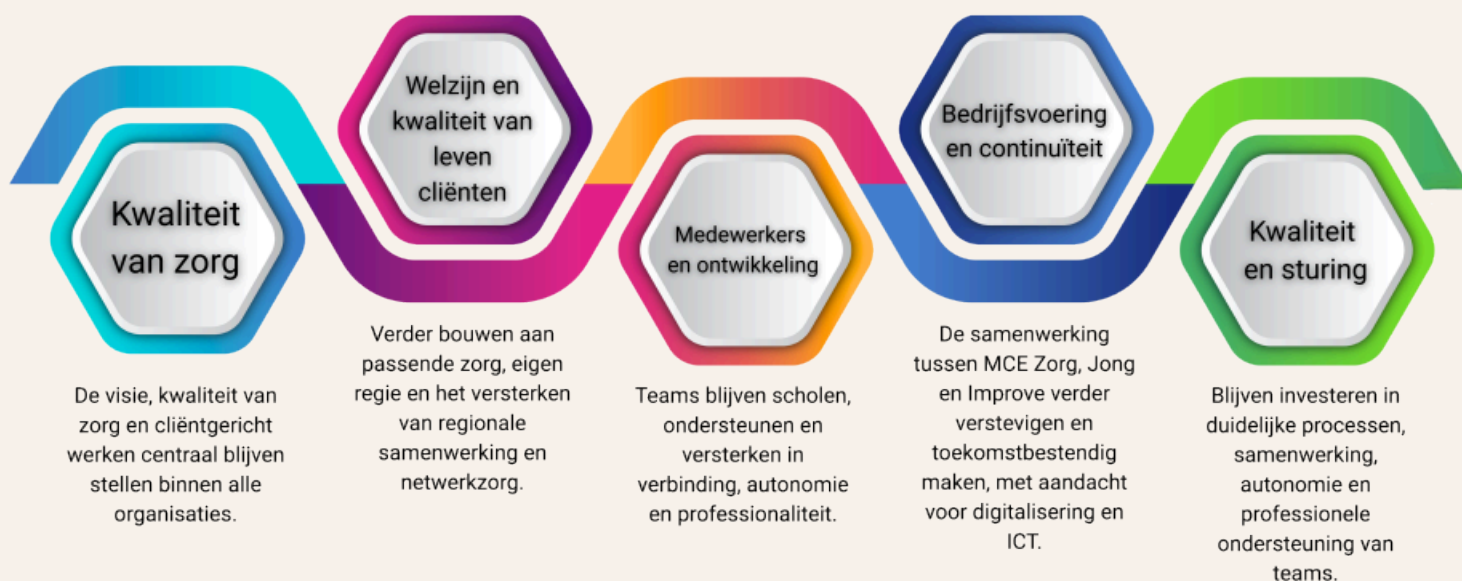 Kwaliteit
van zorg
De visie, kwaliteit van
zorg en cliëntgericht
werken centraal blijven
stellen binnen alle
organisaties.
Welzijn en
kwaliteit van
leven
cliënten
Verder bouwen aan
passende zorg, eigen
regie en het versterken
van regionale
samenwerking en
netwerkzorg.
Medewerkers
en ontwikkeling
Teams blijven scholen,
ondersteunen en
versterken in
verbinding, autonomie
en professionaliteit.
Bedrijfsvoering
en continuïteit
De samenwerking
tussen MCE Zorg, Jong
en Improve verder
verstevigen en
toekomstbestendig
maken, met aandacht
voor digitalisering en
ICT.
Kwaliteit
en sturing
Blijven investeren in
duidelijke processen,
samenwerking,
autonomie en
professionele
ondersteuning van
teams.